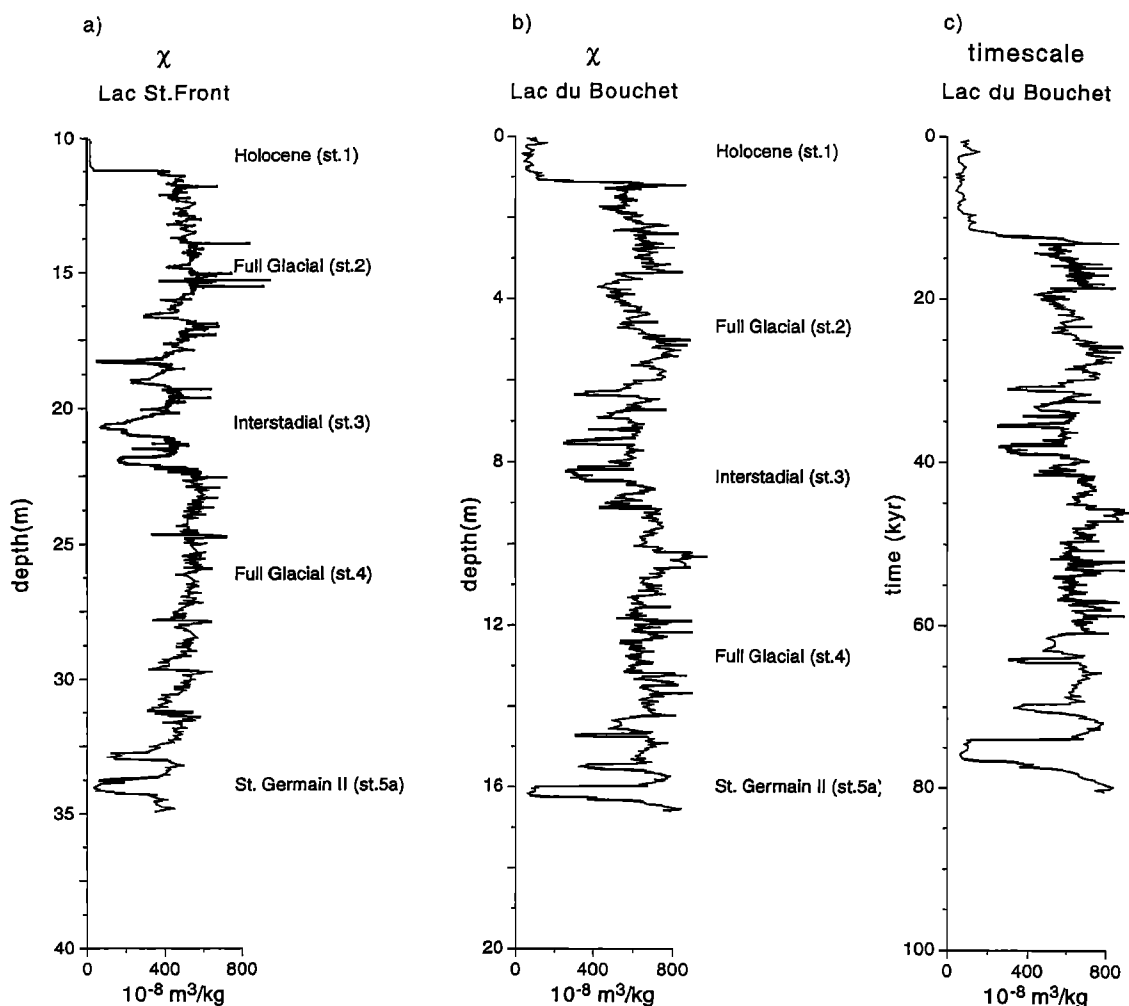 a)
χ
Lac St.Front
10
15
20
25
30
35
40
depth(m)
0 400 800
10⁻⁸ m³/kg
Holocene (st.1)
Full Glacial (st.2)
Interstadial (st.3)
Full Glacial (st.4)
St. Germain II (st.5a)
b)
χ
Lac du Bouchet
0
4
8
12
16
20
depth(m)
0 400 800
10⁻⁸ m³/kg
Holocene (st.1)
Full Glacial (st.2)
Interstadial (st.3)
Full Glacial (st.4)
St. Germain II (st.5a)
c)
timescale
Lac du Bouchet
0
20
40
60
80
100
time (kyr)
0 400 800
10⁻⁸ m³/kg